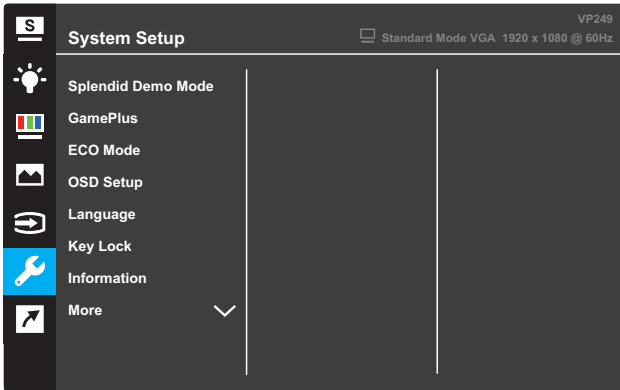 S
VP249
System Setup
Standard Mode VGA 1920 x 1080 @ 60Hz
Splendid Demo Mode
GamePlus
ECO Mode
OSD Setup
Language
Key Lock
Information
More